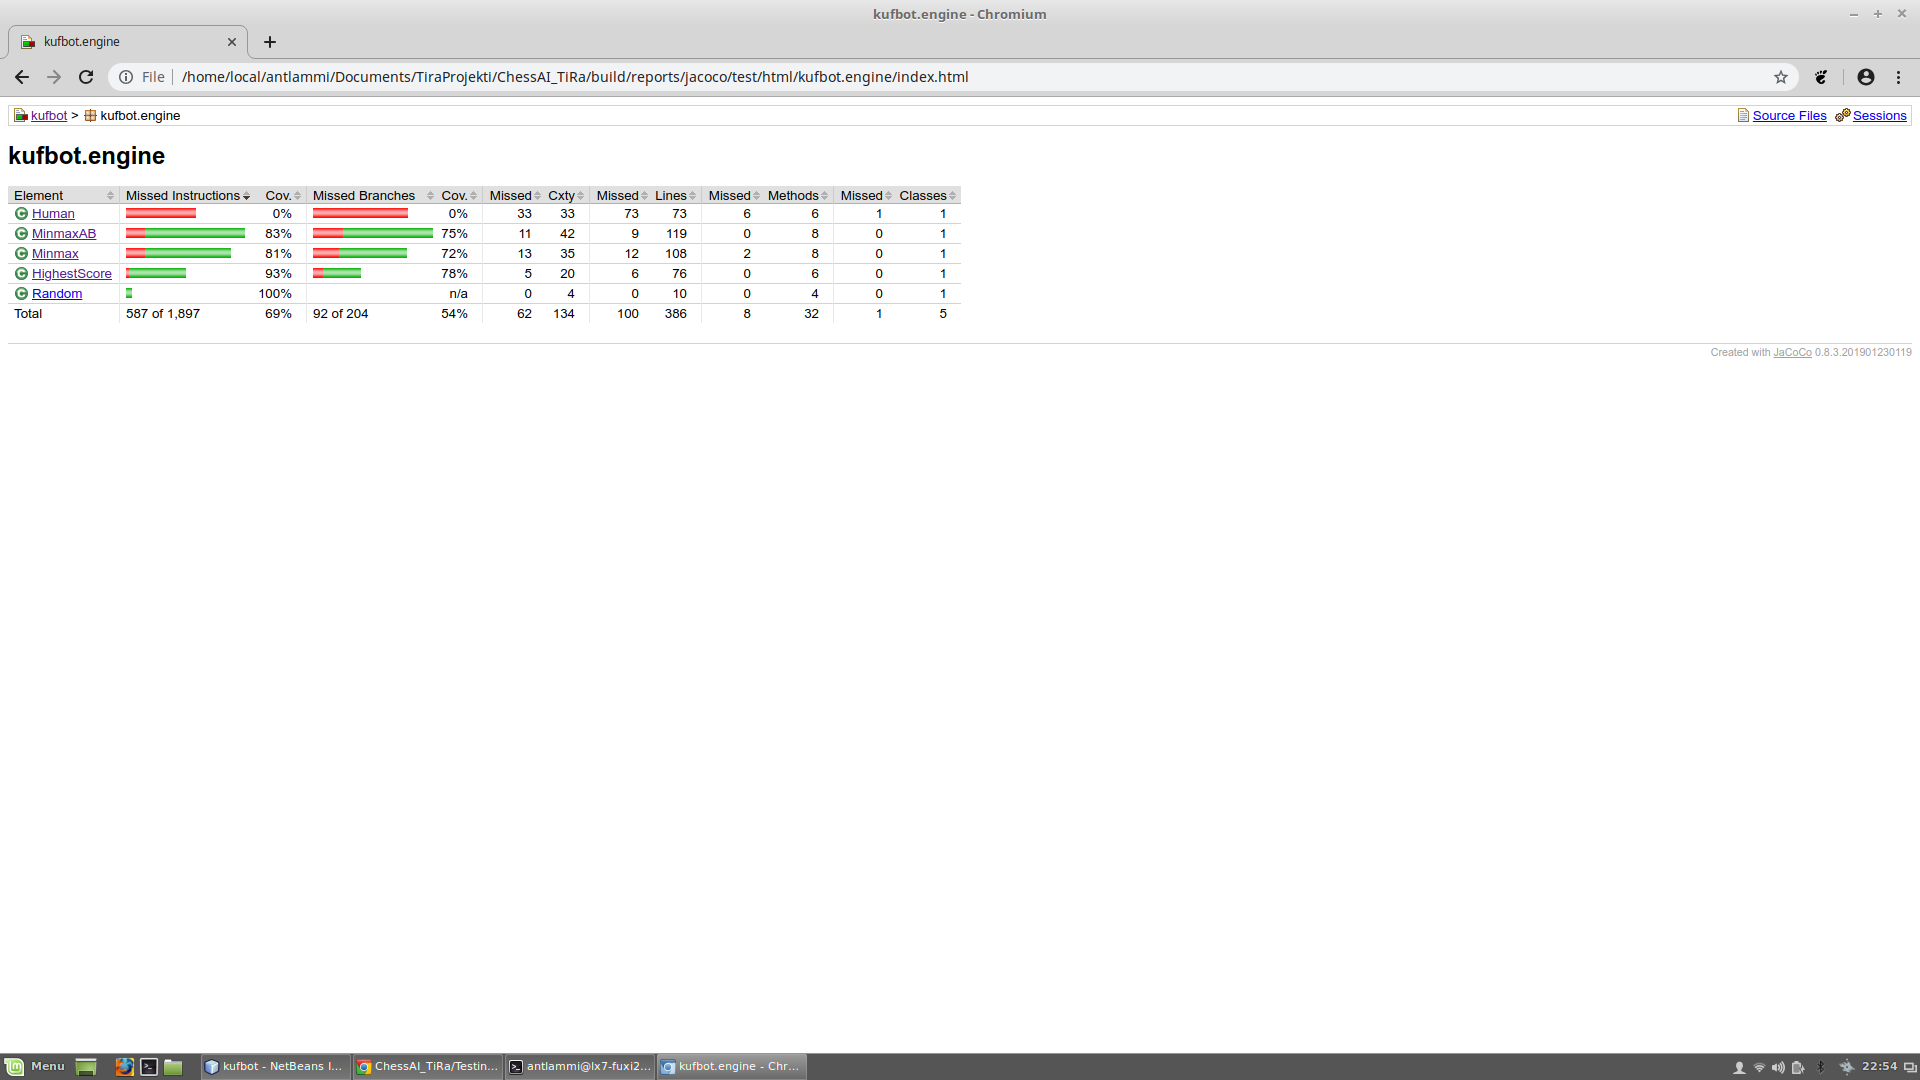 kufbot.engine - Chromium
kufbot.engine
File /home/local/antlammi/Documents/TiraProjekti/ChessAI_TiRa/build/reports/jacoco/test/html/kufbot.engine/index.html
kufbot > kufbot.engine Source Files Sessions
kufbot.engine
Element Missed Instructions Cov. Missed Branches Cov. Missed Cxty Missed Lines Missed Methods Missed Classes
Human 0% 0% 33 33 73 73 6 6 1 1
MinmaxAB 83% 75% 11 42 9 119 0 8 0 1
Minmax 81% 72% 13 35 12 108 2 8 0 1
HighestScore 93% 78% 5 20 6 76 0 6 0 1
Random 100% n/a 0 4 0 10 0 4 0 1
Total 587 of 1,897 69% 92 of 204 54% 62 134 100 386 8 32 1 5
Created with JaCoCo 0.8.3.201901230119
Menu kufbot - NetBeans I... ChessAI_TiRa/Testin... antlammi@lx7-fuxi2... kufbot.engine - Chr... 22:54